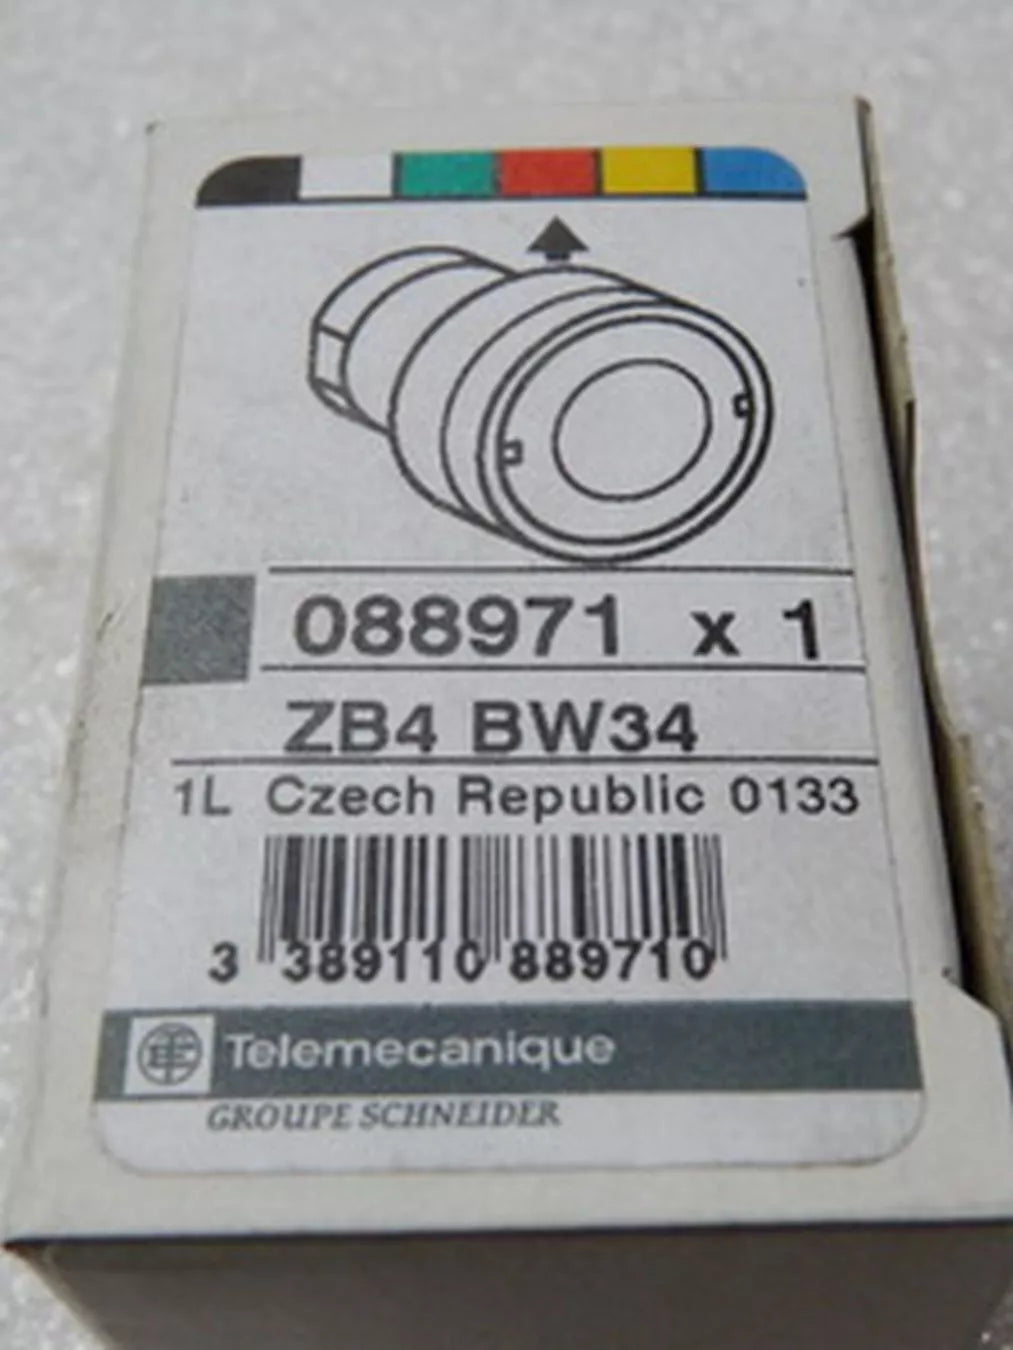 088971 x 1
ZB4 BW34
1L Czech Republic 0133
3 389110 889710
Telemecanique
GROUPE SCHNEIDER